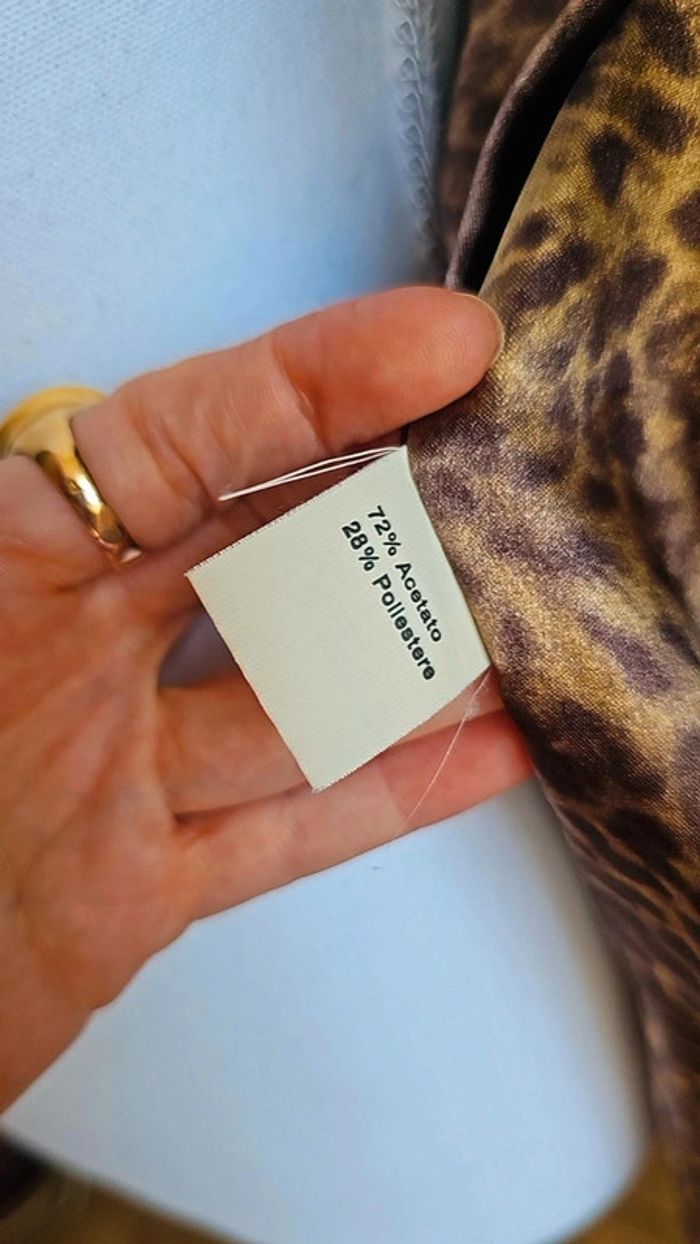 72% Acetato
28% Poliestere